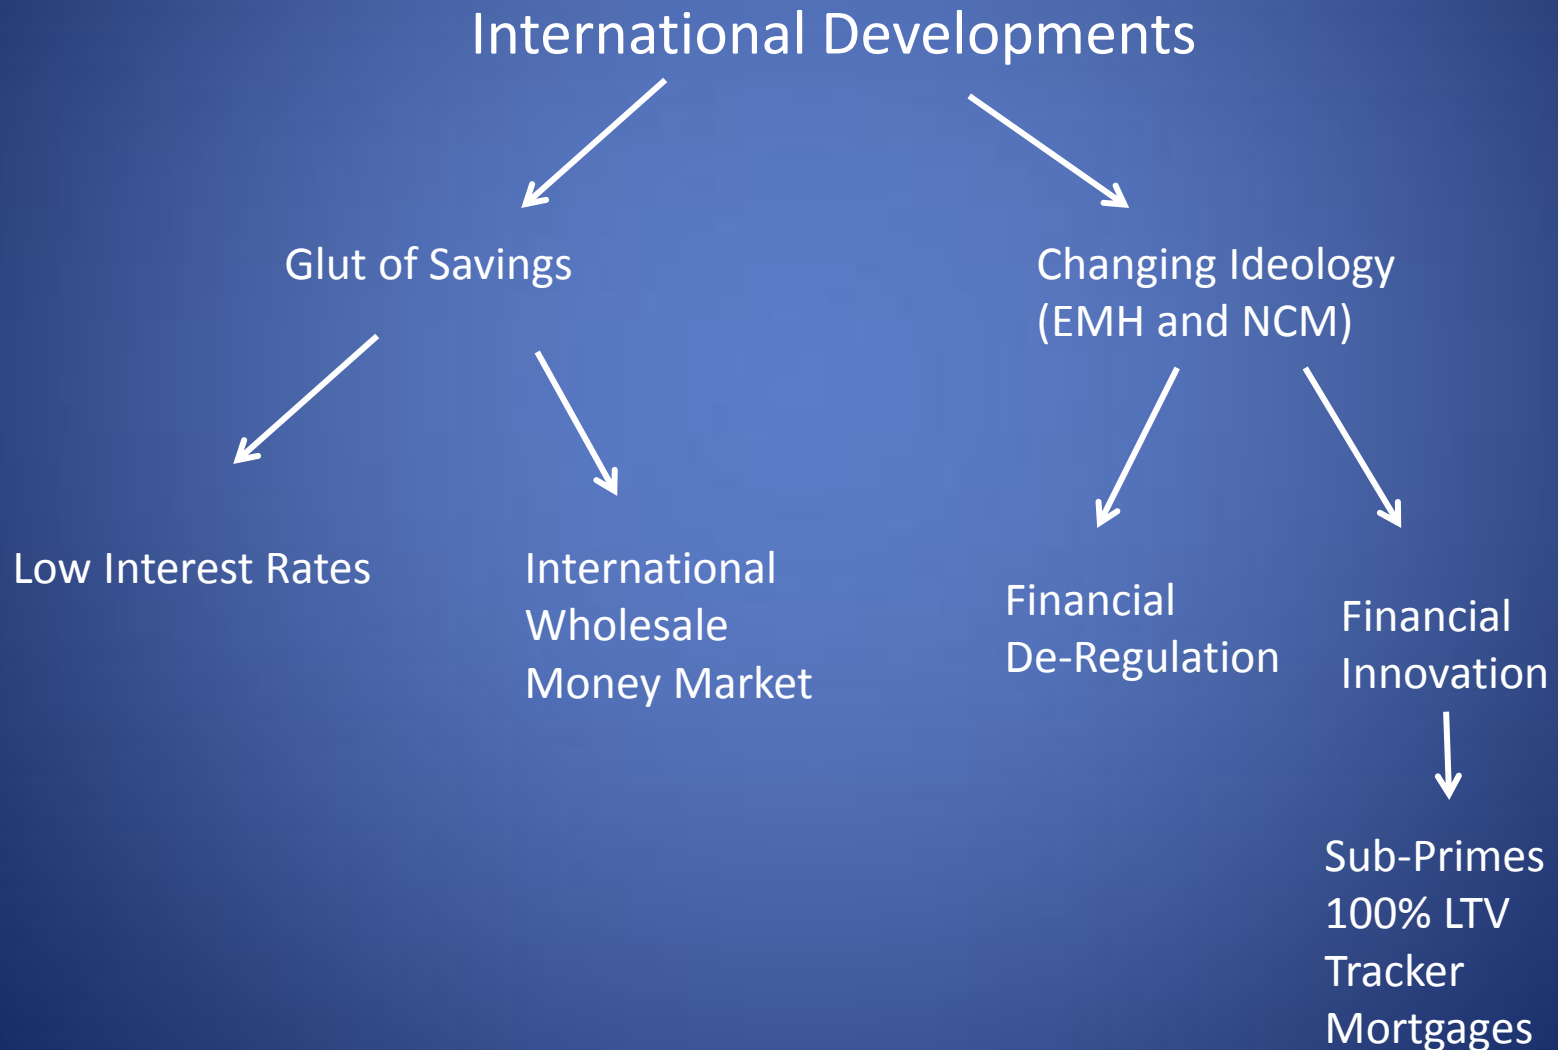 International Developments
Glut of Savings
Changing Ideology
(EMH and NCM)
Low Interest Rates
International
Wholesale
Money Market
Financial
De-Regulation
Financial
Innovation
Sub-Primes
100% LTV
Tracker
Mortgages